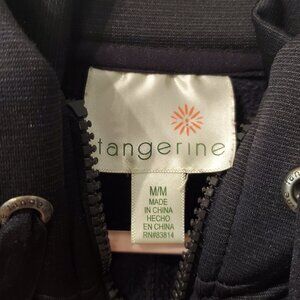 tangerine
M/M
MADE
IN CHINA
HECHO
EN CHINA
RN#83814